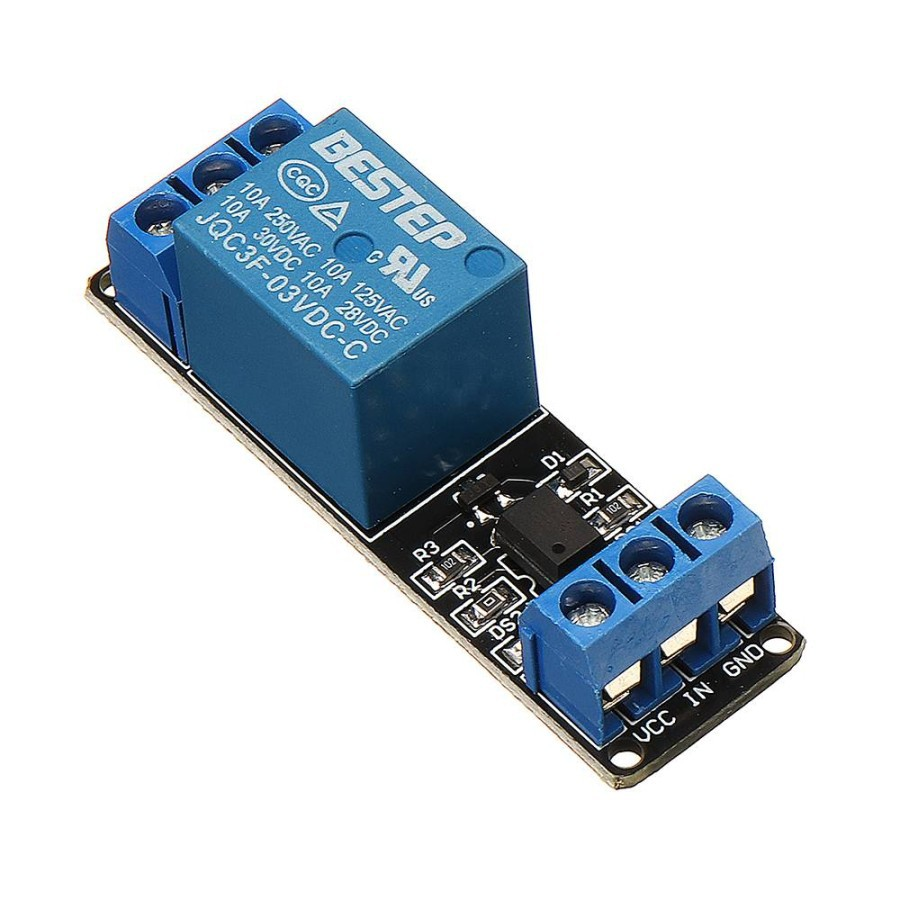 BESTEP
CQC
10A 250VAC 10A 125VAC
10A 30VDC 10A 28VDC
JQC3F-03VDC-C
C
US
D1
R1
102
R3
102
R2
VCC IN GND